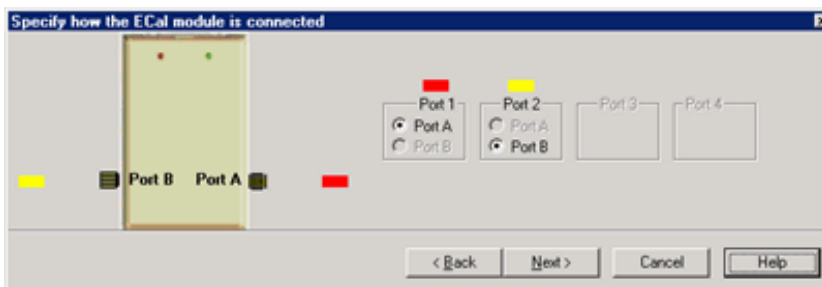 Specify how the ECal module is connected
Port B Port A
Port 1
Port A
Port B
Port 2
Port A
Port B
Port 3
Port 4
< Back
Next >
Cancel
Help